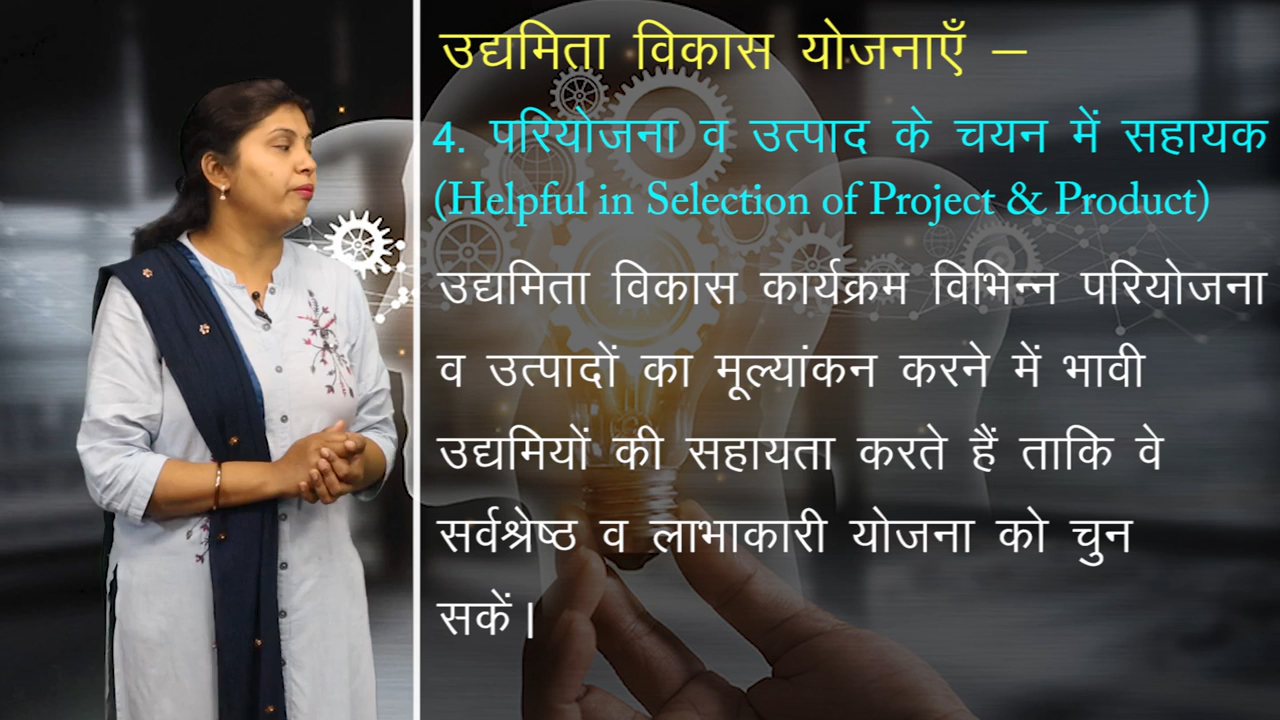 उद्यमिता विकास योजनाएँ –
4. परियोजना व उत्पाद के चयन में सहायक
(Helpful in Selection of Project & Product)
उद्यमिता विकास कार्यक्रम विभिन्न परियोजना
व उत्पादों का मूल्यांकन करने में भावी
उद्यमियों की सहायता करते हैं ताकि वे
सर्वश्रेष्ठ व लाभाकारी योजना को चुन
सकें।